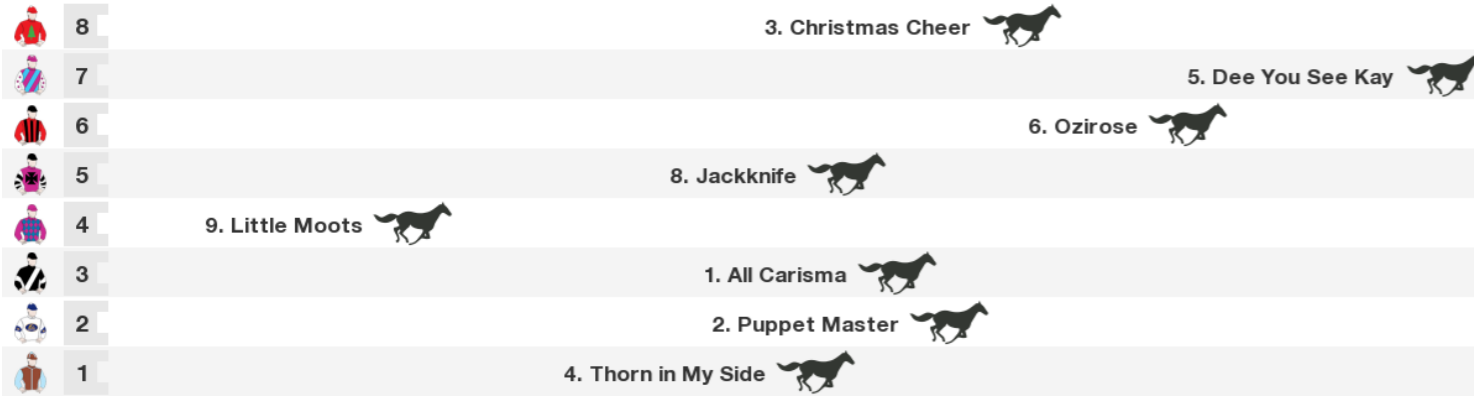 8 3. Christmas Cheer
7 5. Dee You See Kay
6 6. Ozirose
5 8. Jackknife
4 9. Little Moots
3 1. All Carisma
2 2. Puppet Master
1 4. Thorn in My Side